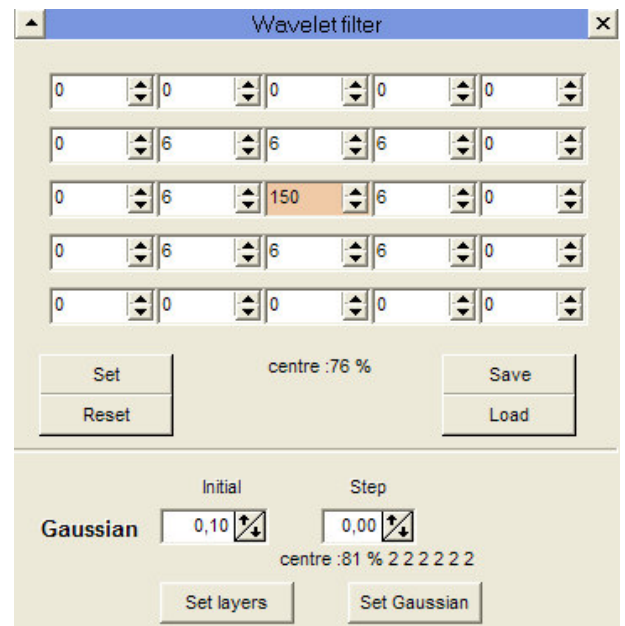 Wavelet filter
0 0 0 0 0
0 6 6 6 0
0 6 150 6 0
0 6 6 6 0
0 0 0 0 0
Set centre :76 % Save
Reset Load
Initial Step
Gaussian 0,10 0,00
centre :81 % 2 2 2 2 2 2
Set layers Set Gaussian